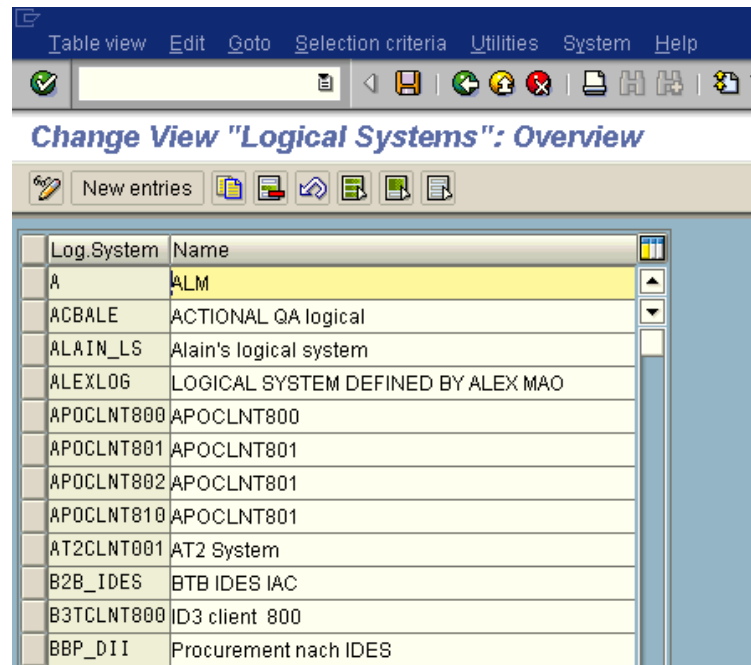 Table view Edit Goto Selection criteria Utilities System Help
Change View "Logical Systems": Overview
New entries
Log.System Name
A ALM
ACBALE ACTIONAL QA logical
ALAIN_LS Alain's logical system
ALEXLOG LOGICAL SYSTEM DEFINED BY ALEX MAO
APOCLNT800 APOCLNT800
APOCLNT801 APOCLNT801
APOCLNT802 APOCLNT801
APOCLNT810 APOCLNT801
AT2CLNT001 AT2 System
B2B_IDES BTB IDES IAC
B3TCLNT800 ID3 client 800
BBP_DII Procurement nach IDES